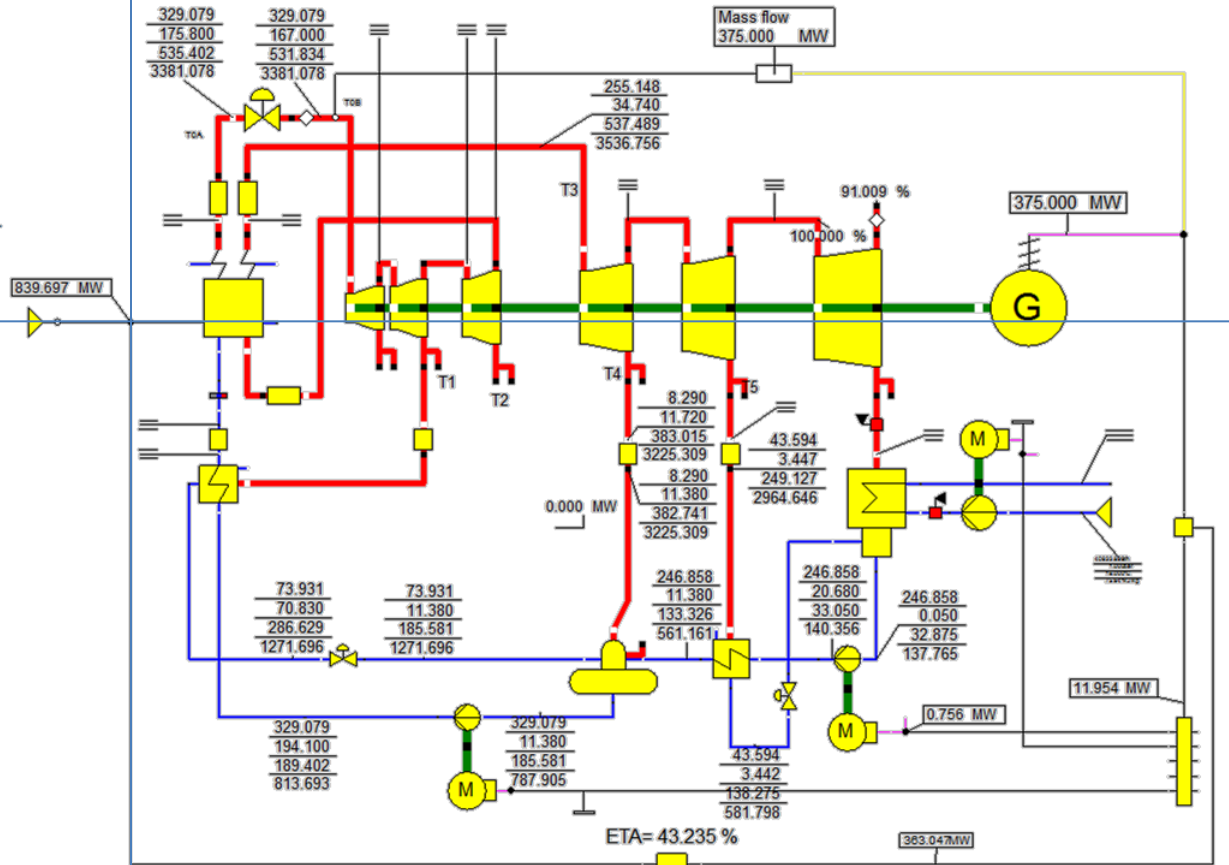 329.079
175.800
535.402
3381.078
329.079
167.000
531.834
3381.078
Mass flow
375.000 MW
T0A
T0B
255.148
34.740
537.489
3536.756
T3
91.009 %
100.000 %
375.000 MW
839.697 MW
G
T1
T2
T4
T5
8.290
11.720
383.015
3225.309
8.290
11.380
382.741
3225.309
43.594
3.447
249.127
2964.646
M
0.000 MW
73.931
70.830
286.629
1271.696
73.931
11.380
185.581
1271.696
246.858
11.380
133.326
561.161
246.858
20.680
33.050
140.356
246.858
0.050
32.875
137.765
11.954 MW
0.756 MW
M
329.079
194.100
189.402
813.693
329.079
11.380
185.581
787.905
M
43.594
3.442
138.275
581.798
ETA= 43.235 %
363.047MW